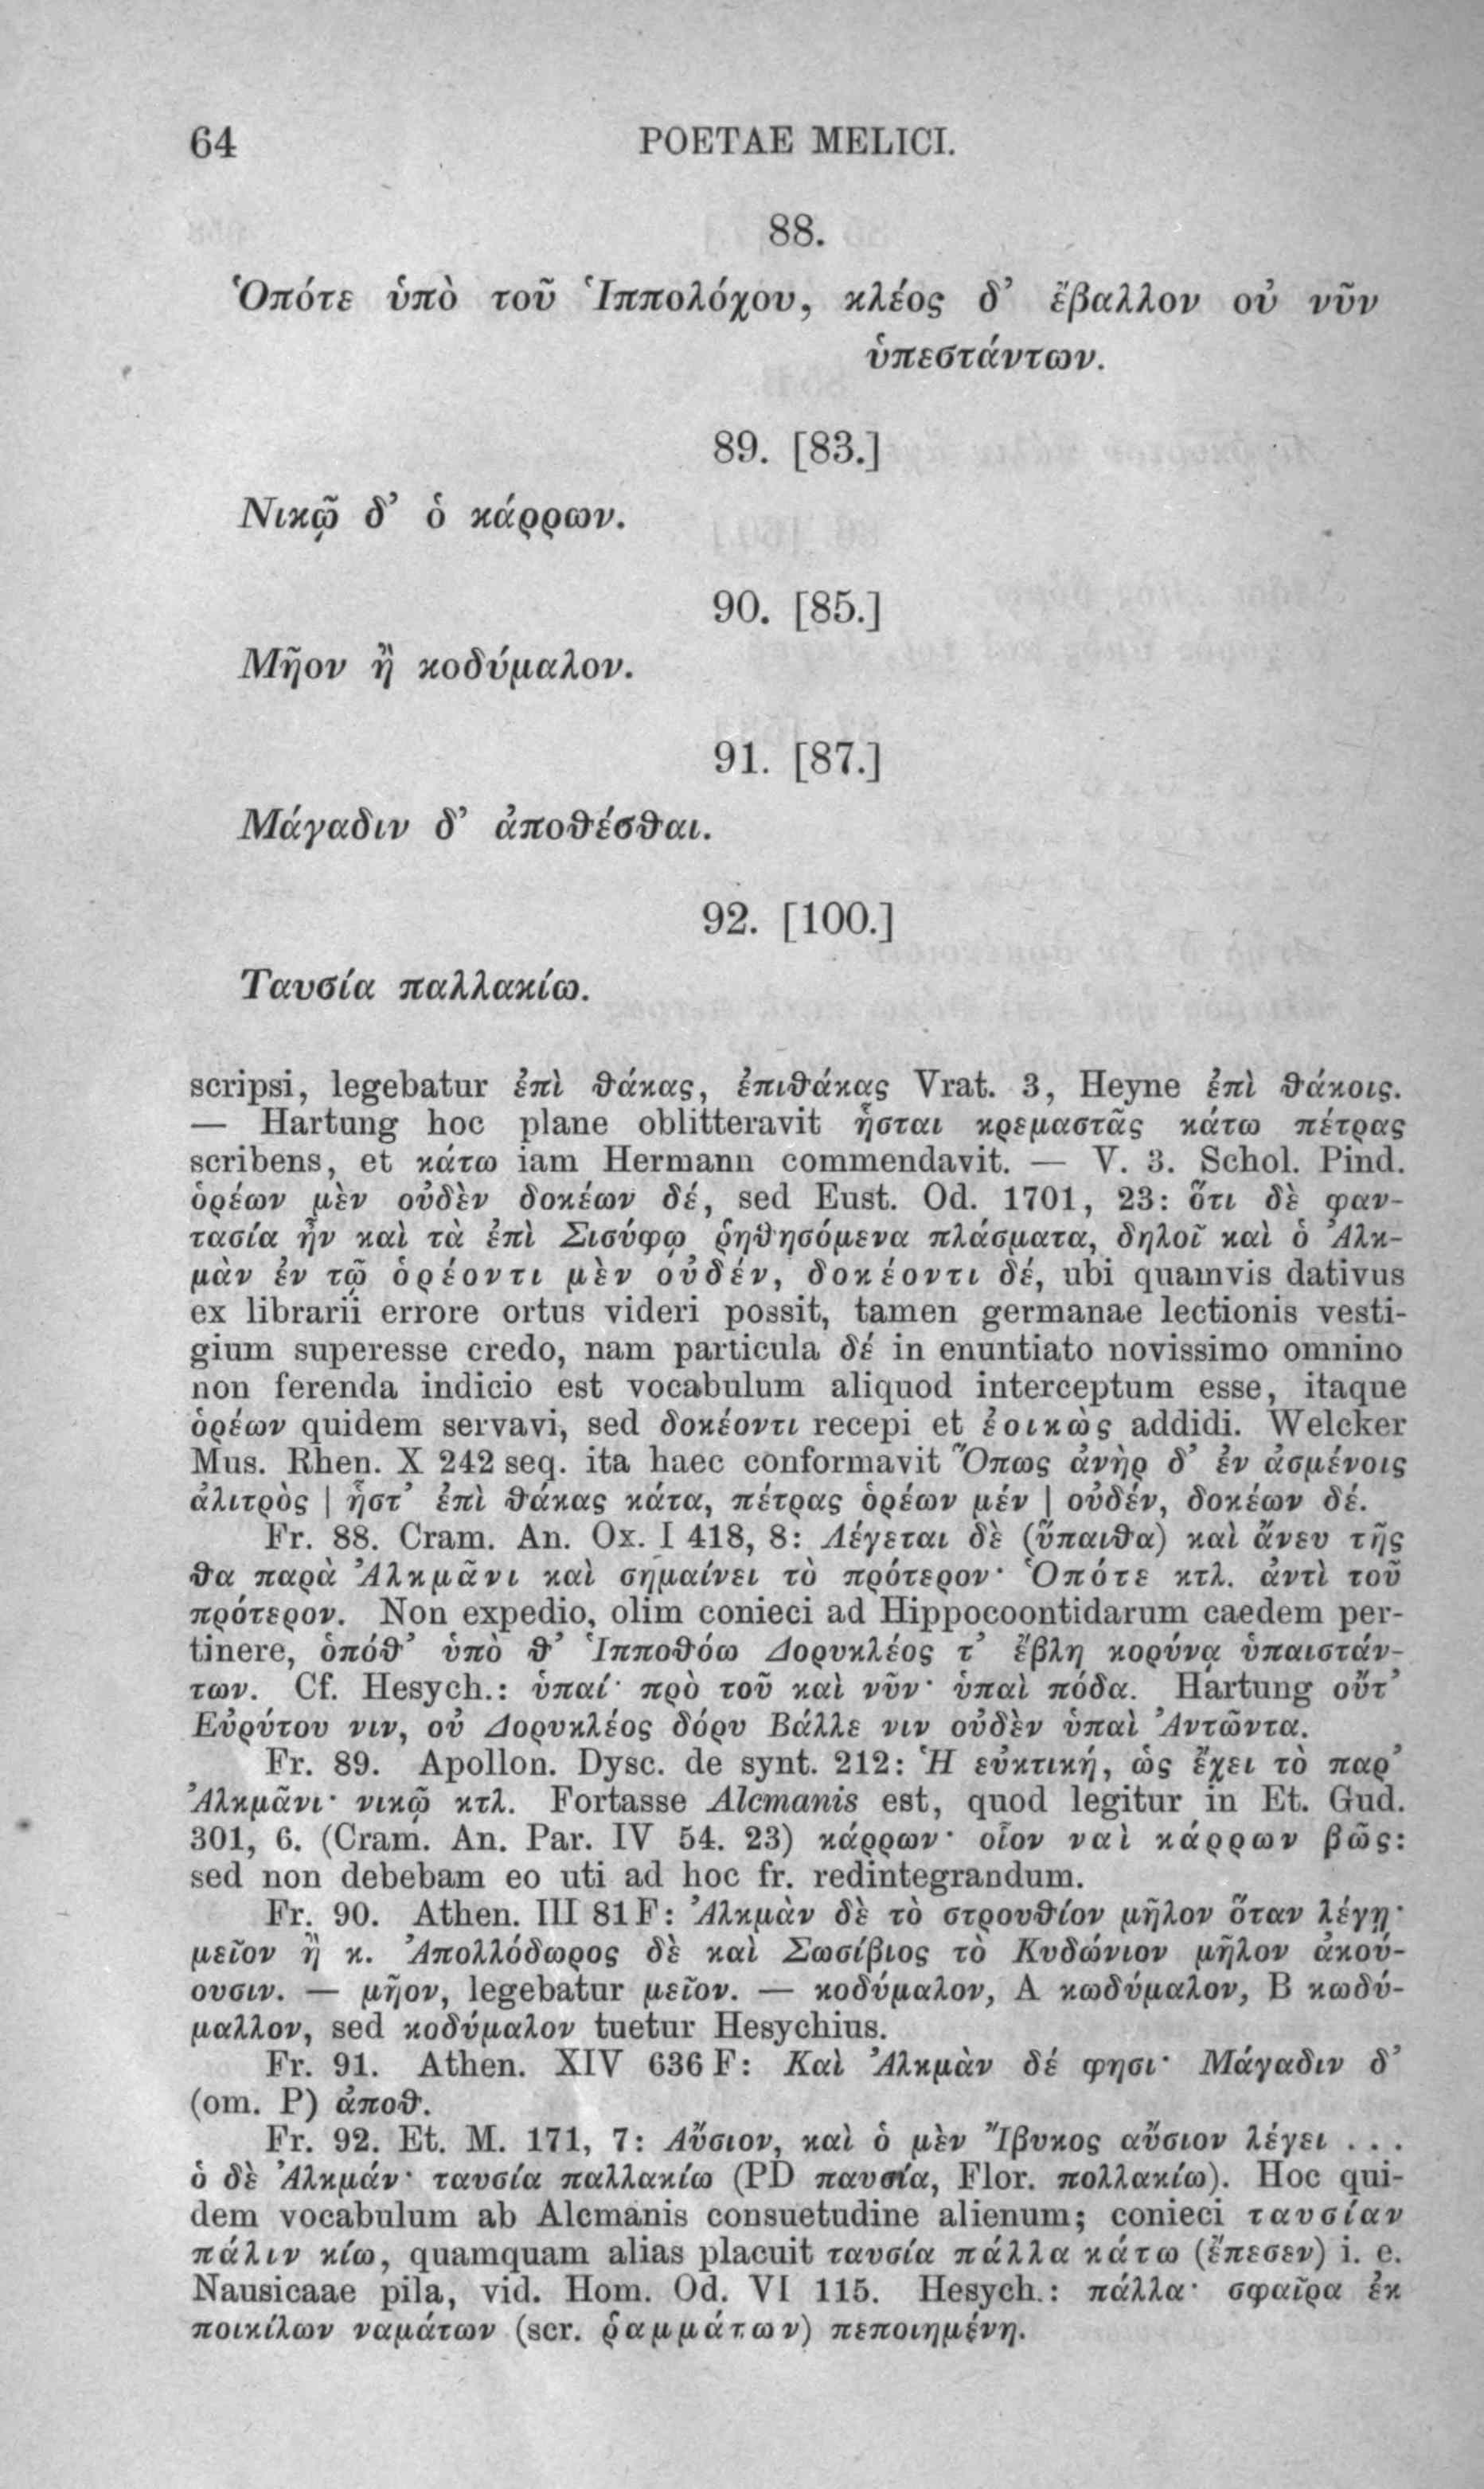 64 POETAE MELICI.
88.
Ὁπότε ὑπὸ τοῦ Ἱππολόχου, κλέος δ’ ἔβαλλον οὐ νῦν
ὑπεστάντων.
89. [83.]
Νικῷ δ’ ὁ κάρρων.
90. [85.]
Μῆον ἢ κοδύμαλον.
91. [87.]
Μάγαδιν δ’ ἀποθέσθαι.
92. [100.]
Ταυσία παλλακίω.
scripsi, legebatur ἐπὶ θάκας, ἐπιθάκας Vrat. 3, Heyne ἐπὶ θάκοις.
— Hartung hoc plane oblitteravit ἧσται κρεμαστᾶς κάτω πέτρας
scribens, et κάτω iam Hermann commendavit. — V. 3. Schol. Pind.
ὁρέων μὲν οὐδὲν δοκέων δέ, sed Eust. Od. 1701, 23: ὅτι δὲ φαν-
τασία ἦν καὶ τὰ ἐπὶ Σισύφῳ ῥηθησόμενα πλάσματα, δηλοῖ καὶ ὁ Ἀλκ-
μὰν ἐν τῷ ὁρέοντι μὲν οὐδέν, δοκέοντι δέ, ubi quamvis dativus
ex librarii errore ortus videri possit, tamen germanae lectionis vesti-
gium superesse credo, nam particula δέ in enuntiato novissimo omnino
non ferenda indicio est vocabulum aliquod interceptum esse, itaque
ὁρέων quidem servavi, sed δοκέοντι recepi et ἐοικὼς addidi. Welcker
Mus. Rhen. X 242 seq. ita haec conformavit Ὅπως ἀνὴρ δ’ ἐν ἀσμένοις
ἀλιτρὸς | ἧστ’ ἐπὶ θάκας κάτα, πέτρας ὁρέων μέν | οὐδέν, δοκέων δέ.
Fr. 88. Cram. An. Ox. I 418, 8: Λέγεται δὲ (ὕπαιθα) καὶ ἄνευ τῆς
θα παρὰ Ἀλκμᾶνι καὶ σημαίνει τὸ πρότερον· Ὁπότε κτλ. ἀντὶ τοῦ
πρότερον. Non expedio, olim conieci ad Hippocoontidarum caedem per-
tinere, ὁπόθ’ ὑπὸ θ’ Ἱπποθόω Δορυκλέος τ’ ἔβλη κορύνᾳ ὑπαιστάν-
των. Cf. Hesych.: ὑπαί· πρὸ τοῦ καὶ νῦν· ὑπαὶ πόδα. Hartung οὔτ’
Εὐρύτου νιν, οὐ Δορυκλέος δόρυ Βάλλε νιν οὐδὲν ὑπαὶ Ἀντῶντα.
Fr. 89. Apollon. Dysc. de synt. 212: Ἡ εὐκτική, ὡς ἔχει τὸ παρ’
Ἀλκμᾶνι· νικῷ κτλ. Fortasse Alcmanis est, quod legitur in Et. Gud.
301, 6. (Cram. An. Par. IV 54. 23) κάρρων· οἷον ναὶ κάρρων βῶς:
sed non debebam eo uti ad hoc fr. redintegrandum.
Fr. 90. Athen. III 81 F: Ἀλκμὰν δὲ τὸ στρουθίον μῆλον ὅταν λέγῃ·
μεῖον ἢ κ. Ἀπολλόδωρος δὲ καὶ Σωσίβιος τὸ Κυδώνιον μῆλον ἀκού-
ουσιν. — μῆον, legebatur μεῖον. — κοδύμαλον, A κωδύμαλον, B κωδύ-
μαλλον, sed κοδύμαλον tuetur Hesychius.
Fr. 91. Athen. XIV 636 F: Καὶ Ἀλκμὰν δέ φησι· Μάγαδιν δ’
(om. P) ἀποθ.
Fr. 92. Et. M. 171, 7: Αὔσιον, καὶ ὁ μὲν Ἴβυκος αὔσιον λέγει . . .
ὁ δὲ Ἀλκμάν· ταυσία παλλακίω (PD παυσία, Flor. πολλακίω). Hoc qui-
dem vocabulum ab Alcmanis consuetudine alienum; conieci ταυσίαν
πάλιν κίω, quamquam alias placuit ταυσία πάλλα κάτω (ἔπεσεν) i. e.
Nausicaae pila, vid. Hom. Od. VI 115. Hesych.: πάλλα· σφαῖρα ἐκ
ποικίλων ναμάτων (scr. ῥαμμάτων) πεποιημένη.